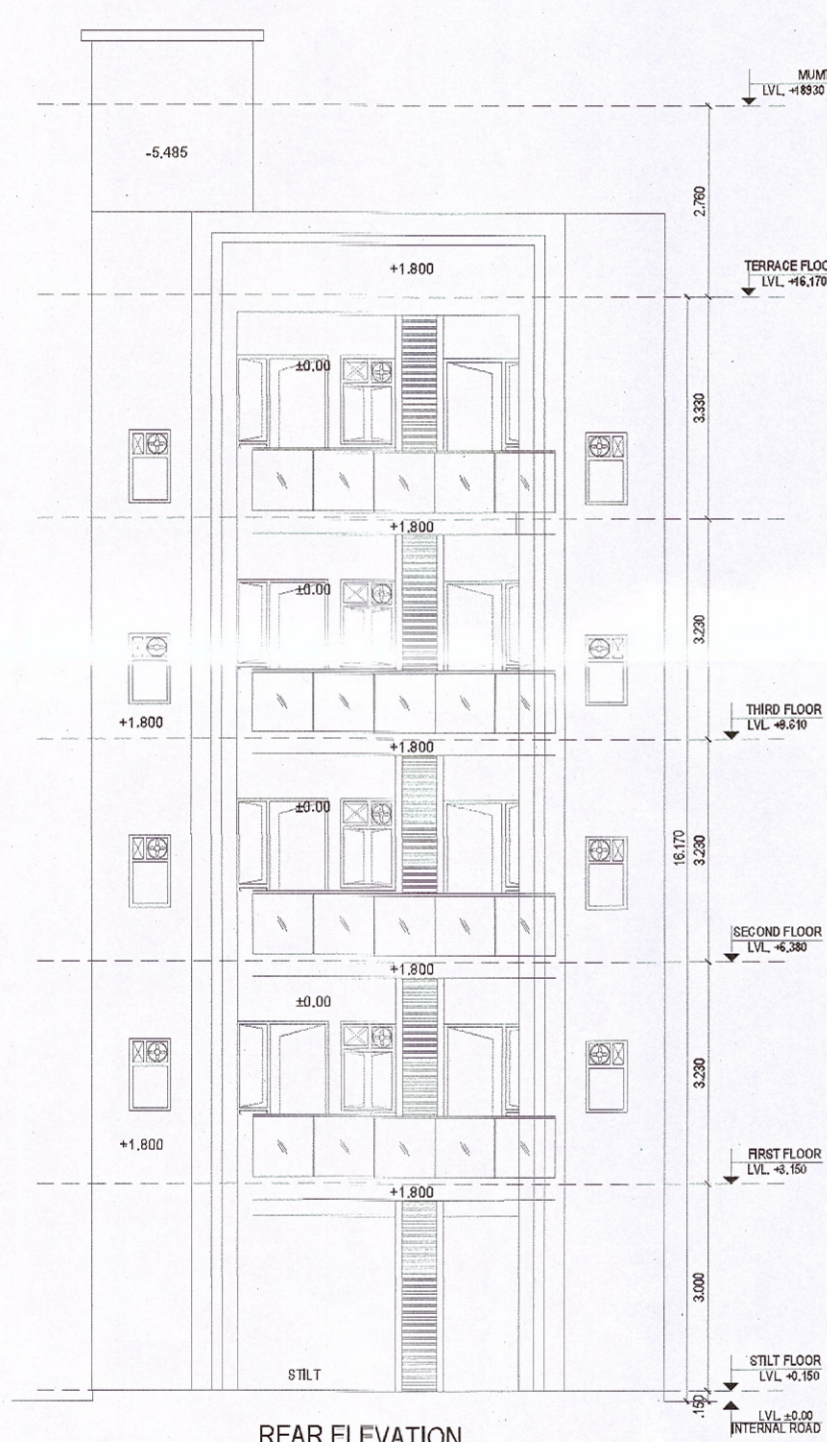 MUMT
LVL. +18930
-5.485
2.760
TERRACE FLOO
LVL. +16.170
+1.800
±0.00
3.330
+1.800
±0.00
3.230
THIRD FLOOR
LVL. +9.610
+1.800
+1.800
±0.00
16.170
3.230
SECOND FLOOR
LVL. +6.380
+1.800
±0.00
3.230
+1.800
FIRST FLOOR
LVL. +3.150
+1.800
3.000
STILT
STILT FLOOR
LVL. +0.150
.150
LVL ±0.00
INTERNAL ROAD
REAR ELEVATION